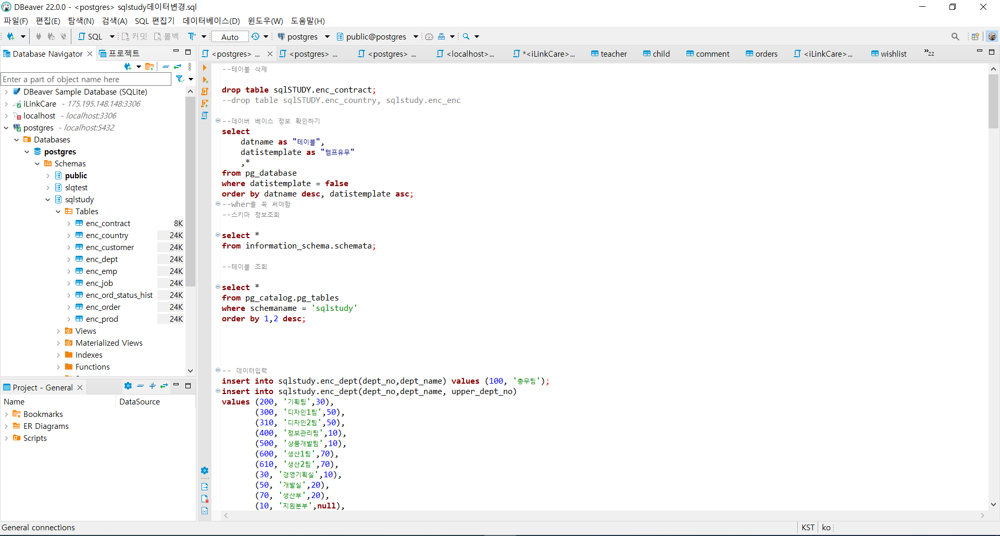 DBeaver 22.0.0 - <postgres> sqlstudy데이터변경.sql
파일(F) 편집(E) 탐색(N) 검색(A) SQL 편집기 데이터베이스(D) 윈도우(W) 도움말(H)
SQL 커밋 롤백 Auto postgres public@postgres
Database Navigator 프로젝트
<postgres> ... <postgres> ... <postgres> ... <localhost>... *<iLinkCare>... teacher child comment orders <iLinkCare>... wishlist »22
Enter a part of object name here
DBeaver Sample Database (SQLite)
iLinkCare - 175.195.148.148:3306
localhost - localhost:3306
postgres - localhost:5432
Databases
postgres
Schemas
public
slqtest
sqlstudy
Tables
enc_contract 8K
enc_country 24K
enc_customer 24K
enc_dept 24K
enc_emp 24K
enc_job 24K
enc_ord_status_hist 24K
enc_order 24K
enc_prod 24K
Views
Materialized Views
Indexes
Functions
Project - General
Name DataSource
Bookmarks
ER Diagrams
Scripts
--테이블 삭제
drop table sqlSTUDY.enc_contract;
--drop table sqlSTUDY.enc_country, sqlstudy.enc_enc
--데이버 베이스 정보 확인하기
select
datname as "테이블",
datistemplate as "템프유무"
,*
from pg_database
where datistemplate = false
order by datname desc, datistemplate asc;
--wher를 꼭 써야함
--스키마 정보조회
select *
from information_schema.schemata;
--테이블 조회
select *
from pg_catalog.pg_tables
where schemaname = 'sqlstudy'
order by 1,2 desc;
-- 데이터입력
insert into sqlstudy.enc_dept(dept_no,dept_name) values (100, '총무팀');
insert into sqlstudy.enc_dept(dept_no,dept_name, upper_dept_no)
values (200, '기획팀',30),
(300, '디자인1팀',50),
(310, '디자인2팀',50),
(400, '정보관리팀',10),
(500, '상품개발팀',10),
(600, '생산1팀',70),
(610, '생산2팀',70),
(30, '경영기획실',10),
(50, '개발실',20),
(70, '생산부',20),
(10, '지원본부',null),
General connections KST ko